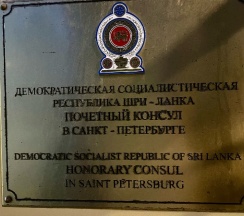 ДЕМОКРАТИЧЕСКАЯ СОЦИАЛИСТИЧЕСКАЯ
РЕСПУБЛИКА ШРИ - ЛАНКА
ПОЧЕТНЫЙ КОНСУЛ
В САНКТ - ПЕТЕРБУРГЕ
DEMOCRATIC SOCIALIST REPUBLIC OF SRI LANKA
HONORARY CONSUL
IN SAINT PETERSBURG